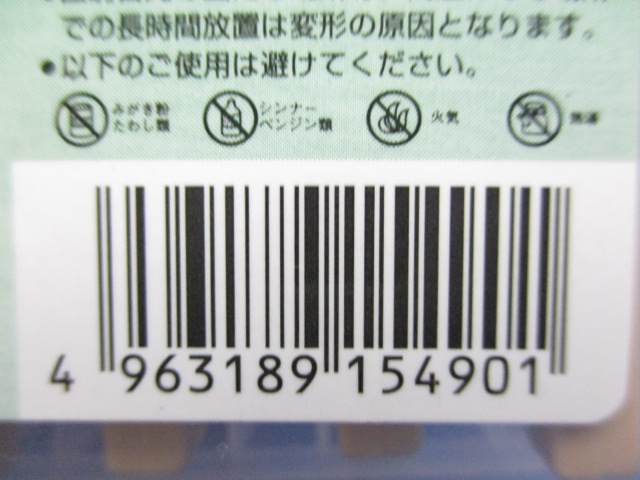 での長時間放置は変形の原因となります。
●以下のご使用は避けてください。
みがき粉
たわし類
シンナー
ベンジン類
火気
熱湯
4 963189 154901